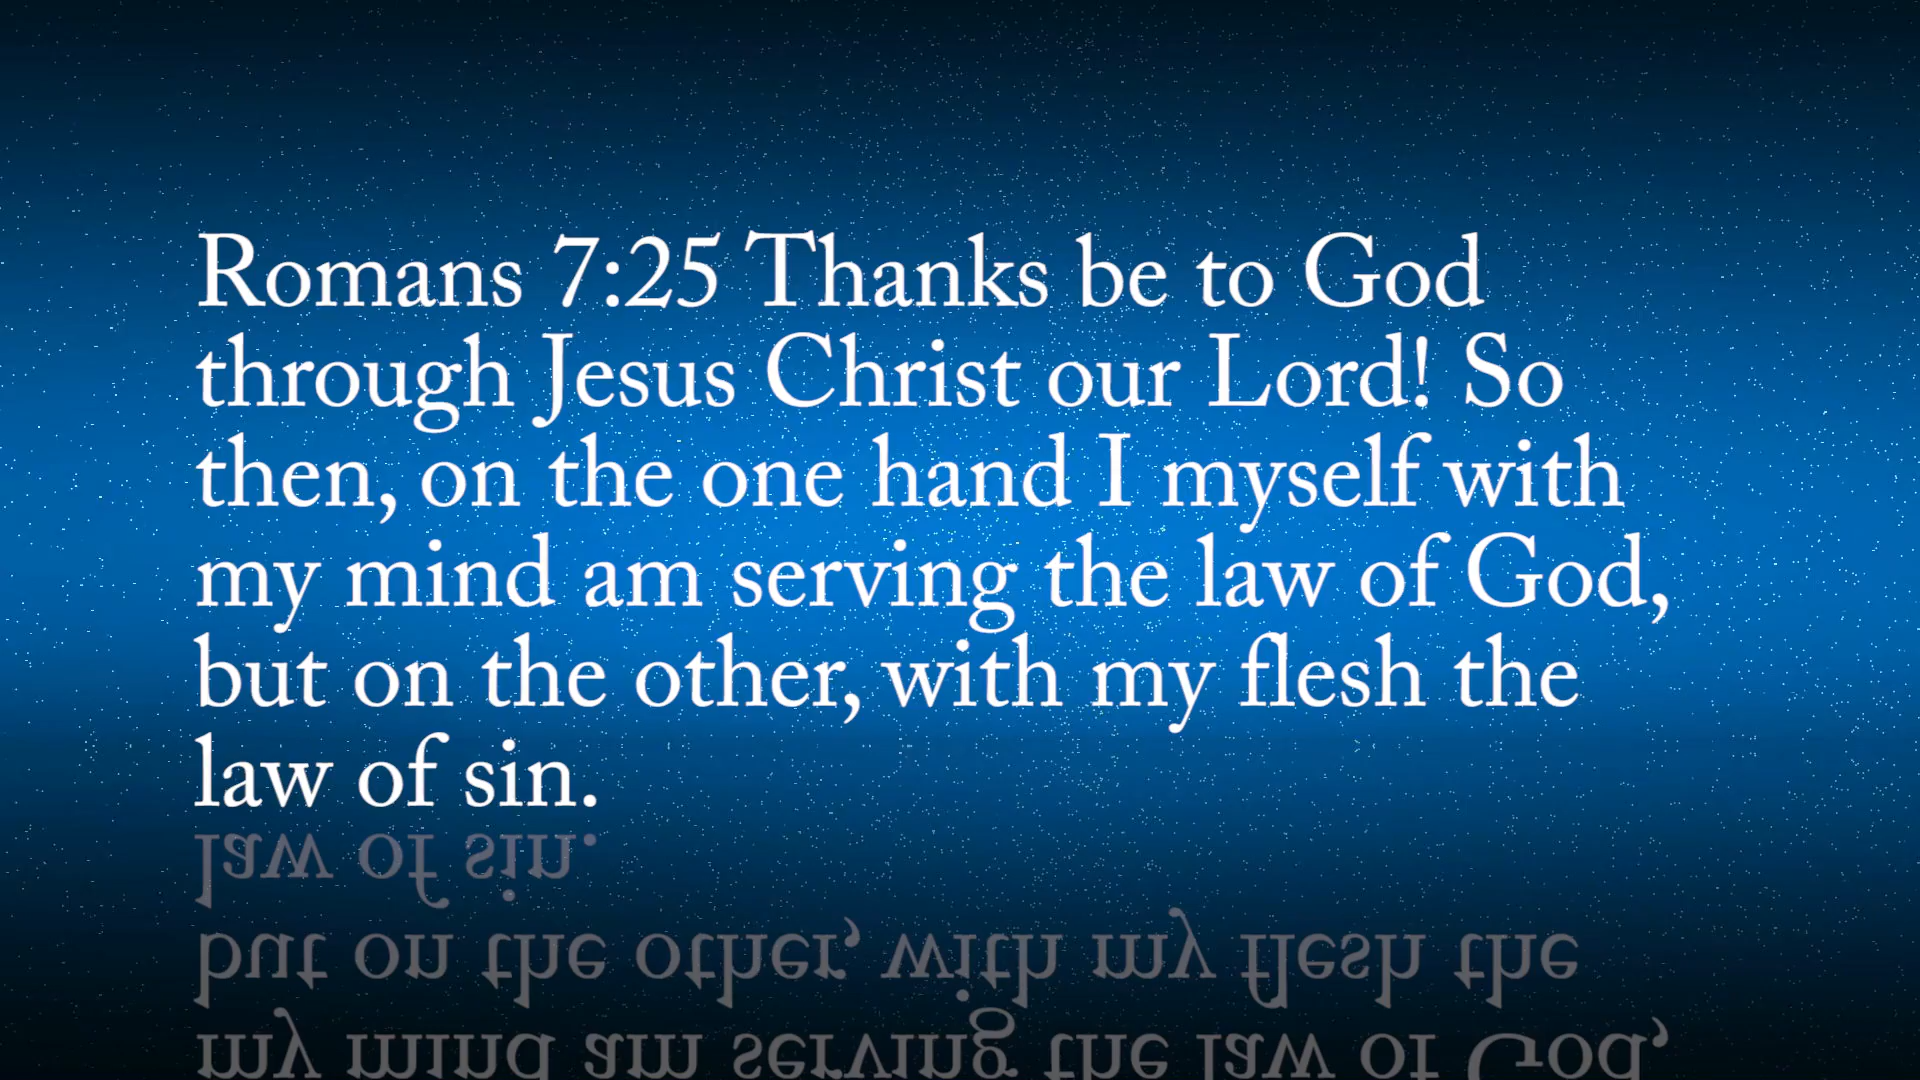 Romans 7:25 Thanks be to God
through Jesus Christ our Lord! So
then, on the one hand I myself with
my mind am serving the law of God,
but on the other, with my flesh the
law of sin.